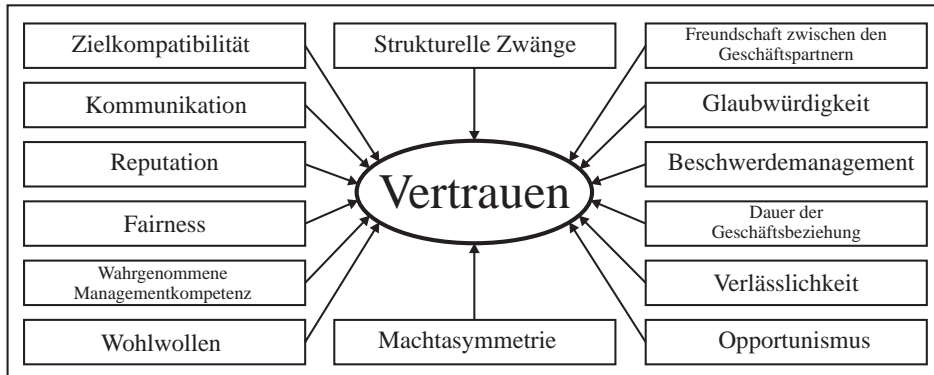 Zielkompatibilität
Strukturelle Zwänge
Freundschaft zwischen den
Geschäftspartnern
Kommunikation
Glaubwürdigkeit
Reputation
Beschwerdemanagement
Vertrauen
Fairness
Dauer der
Geschäftsbeziehung
Wahrgenommene
Managementkompetenz
Verlässlichkeit
Wohlwollen
Machtasymmetrie
Opportunismus